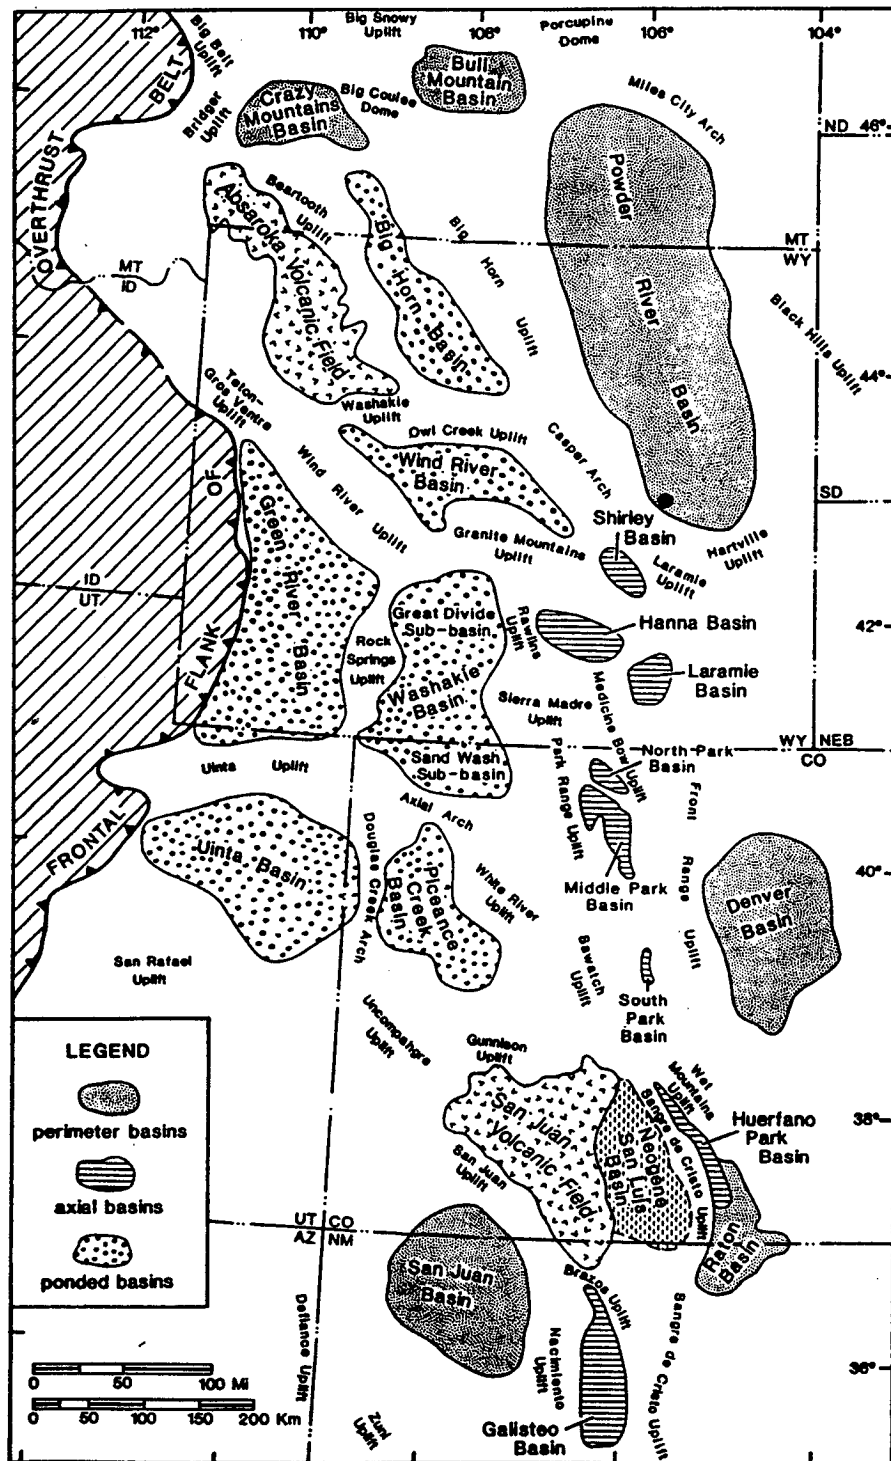 112°
110°
108°
106°
104°
Big Snowy
Uplift
Porcupine
Dome
Big Belt
Uplift
BELT
Bridger
Uplift
Crazy
Mountains
Basin
Big Coulee
Dome
Bull
Mountain
Basin
Miles City Arch
ND
46°
OVERTHRUST
Absaroka Volcanic Field
Beartooth
Uplift
Big Horn Basin
Big Horn Uplift
Powder River Basin
MT
WY
MT
ID
Black Hills Uplift
44°
Teton-
Gros Ventre
Uplift
Washakie
Uplift
Owl Creek Uplift
Wind River
Basin
Wind River Uplift
Casper Arch
SD
OF
Green River Basin
Granite Mountains
Uplift
Shirley
Basin
Laramie
Uplift
Hartville
Uplift
ID
UT
Great Divide
Sub-basin
Rawlins
Uplift
Hanna Basin
42°
FLANK
Rock
Springs
Uplift
Washakie
Basin
Laramie
Basin
Sierra Madre
Uplift
Medicine Bow Uplift
WY
NEB
CO
Uinta Uplift
Sand Wash
Sub-basin
Park Range Uplift
North Park
Basin
Axial Arch
Front Range Uplift
FRONTAL
Uinta Basin
Douglas Creek Arch
Piceance
Creek
Basin
White River
Uplift
Middle Park
Basin
40°
Denver
Basin
San Rafael
Uplift
Sawatch
Uplift
South
Park
Basin
Uncompahgre
Uplift
Gunnison
Uplift
LEGEND
perimeter basins
axial basins
ponded basins
San Juan
Volcanic
Field
San Juan
Uplift
Neogene
San Luis
Basin
Wet
Mountains
Uplift
Sangre de Cristo Uplift
Huerfano
Park
Basin
38°
Raton
Basin
UT
CO
AZ
NM
San Juan
Basin
Brazos Uplift
Defiance Uplift
Nacimiento
Uplift
Sangre de Cristo Uplift
36°
Zuni
Uplift
Galisteo
Basin
0 50 100 Mi
0 50 100 150 200 Km